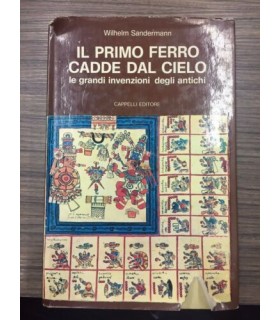 Wilhelm Sandermann
IL PRIMO FERRO
CADDE DAL CIELO
le grandi invenzioni degli antichi
CAPPELLI EDITORE